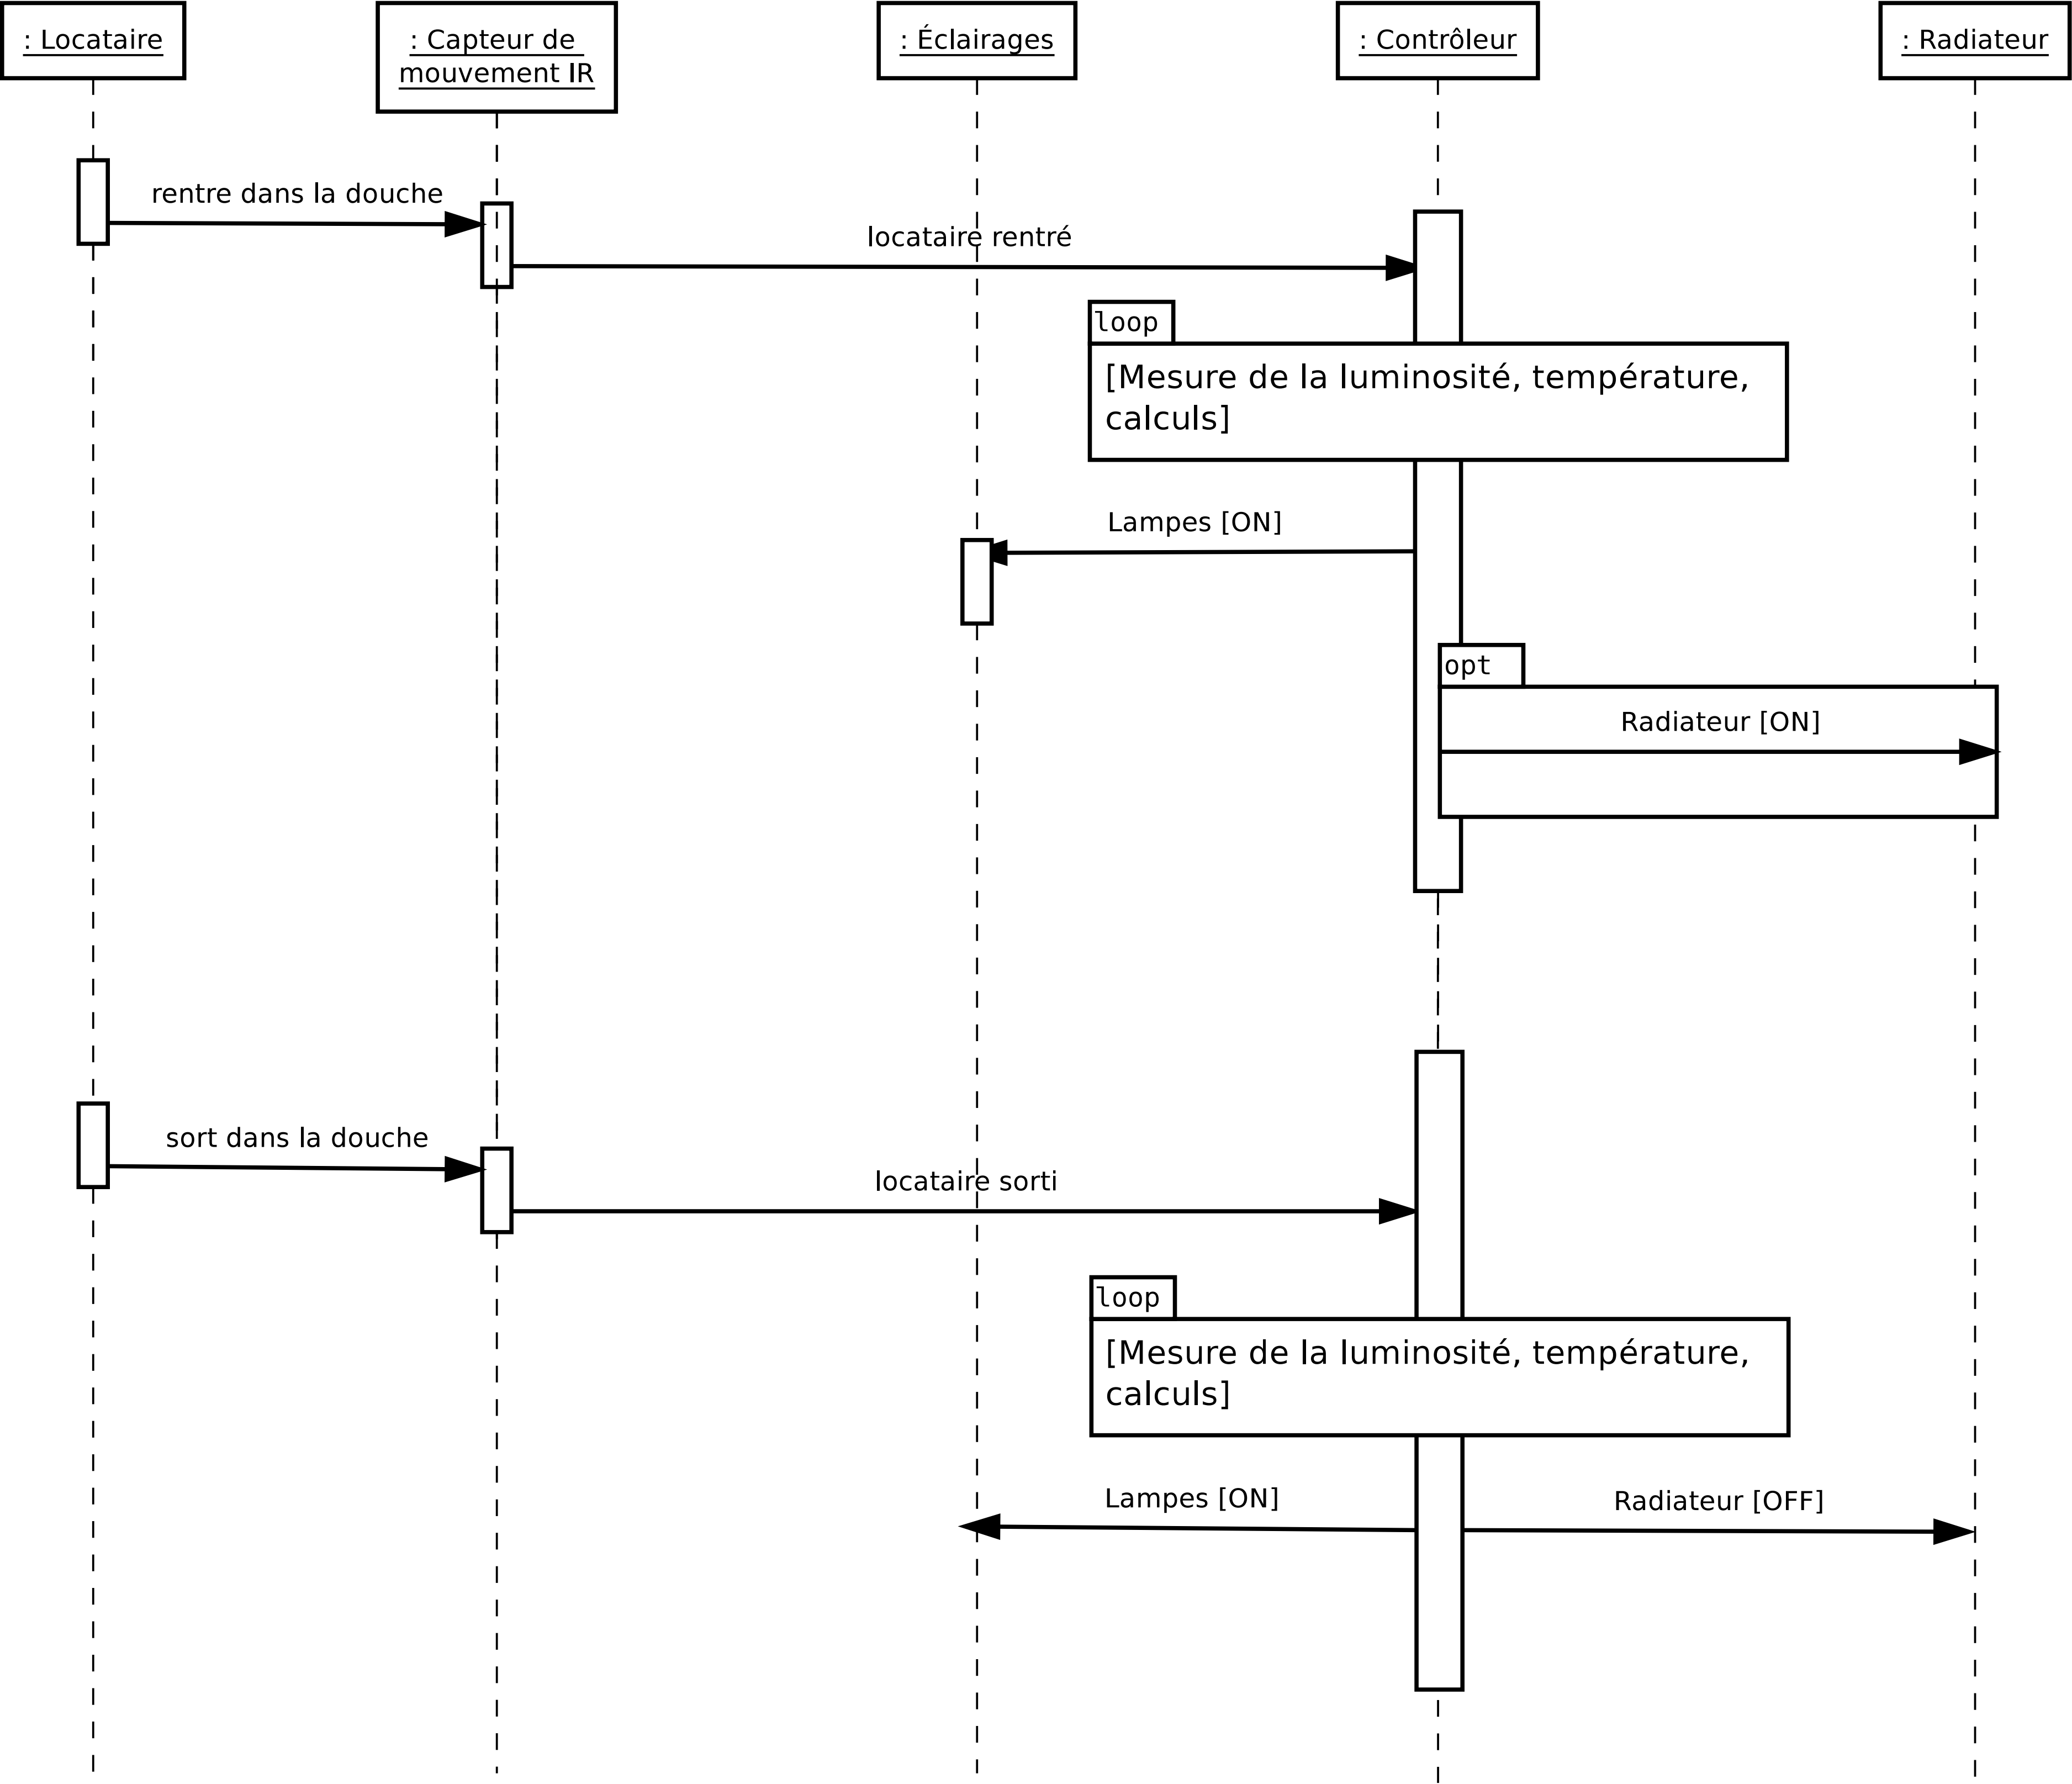 : Locataire
: Capteur de
mouvement IR
: Éclairages
: Contrôleur
: Radiateur
rentre dans la douche
locataire rentré
loop
[Mesure de la luminosité, température,
calculs]
Lampes [ON]
opt
Radiateur [ON]
sort dans la douche
locataire sorti
loop
[Mesure de la luminosité, température,
calculs]
Lampes [ON]
Radiateur [OFF]